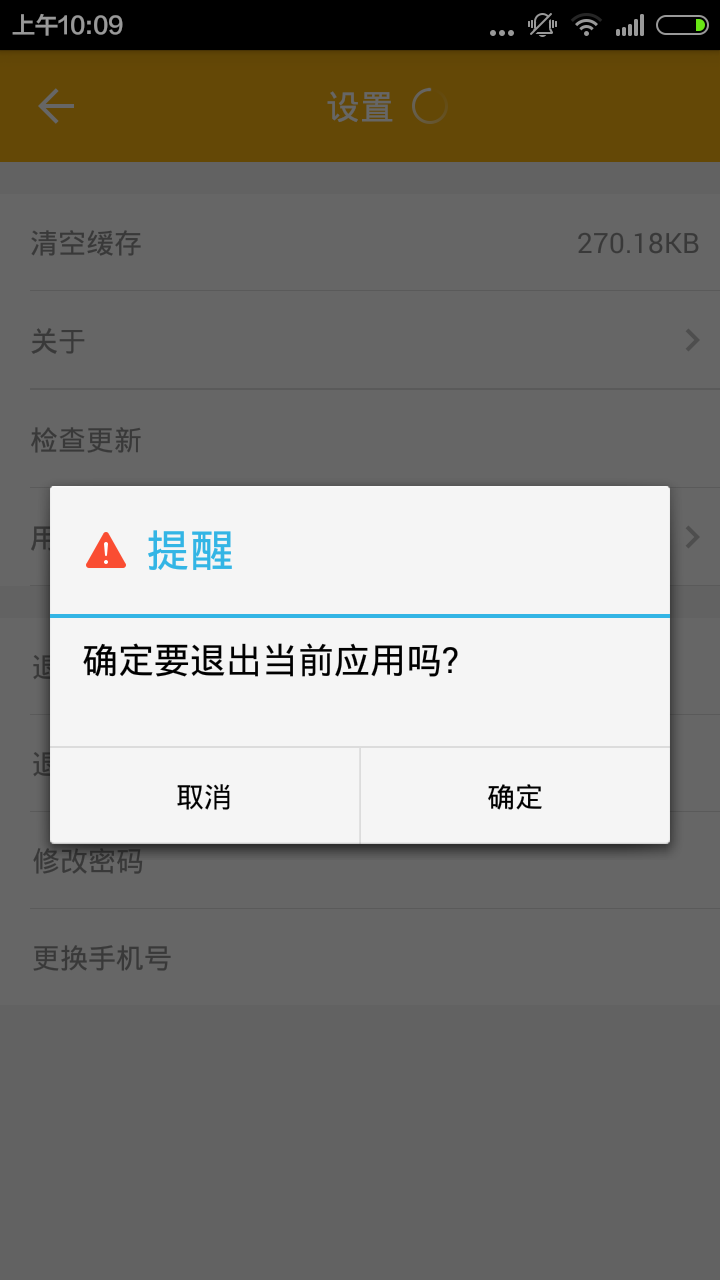 上午10:09
设置
清空缓存 270.18KB
关于
检查更新
用
提醒
确定要退出当前应用吗?
退
退
取消 确定
修改密码
更换手机号